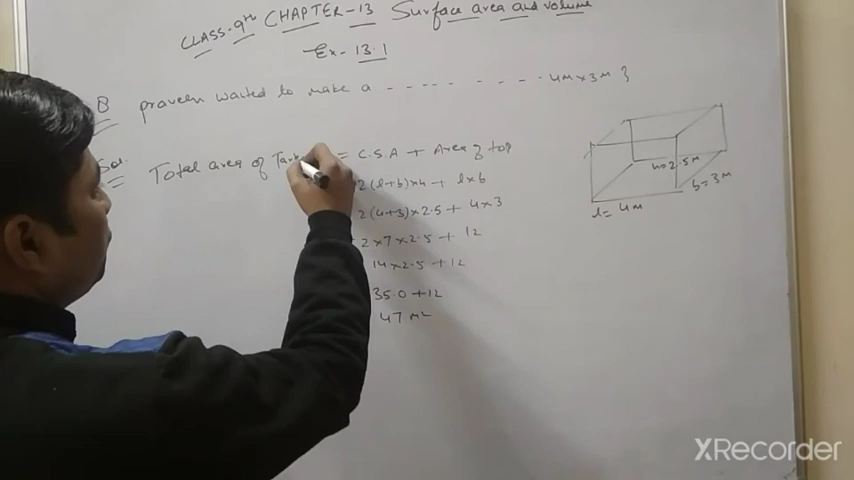 CLASS-9th CHAPTER-13 Surface area and volume
Ex-13.1
8 praveen wanted to make a - - - - - - - - - - 4m×3m }
Sol. Total area of Tar = C.S.A + Area of top
2(l+b)×h + l×b
2(4+3)×2.5 + 4×3
2×7×2.5 + 12
14×2.5 + 12
35.0 + 12
47 m²
h=2.5m
b=3m
l=4m
XRecorder